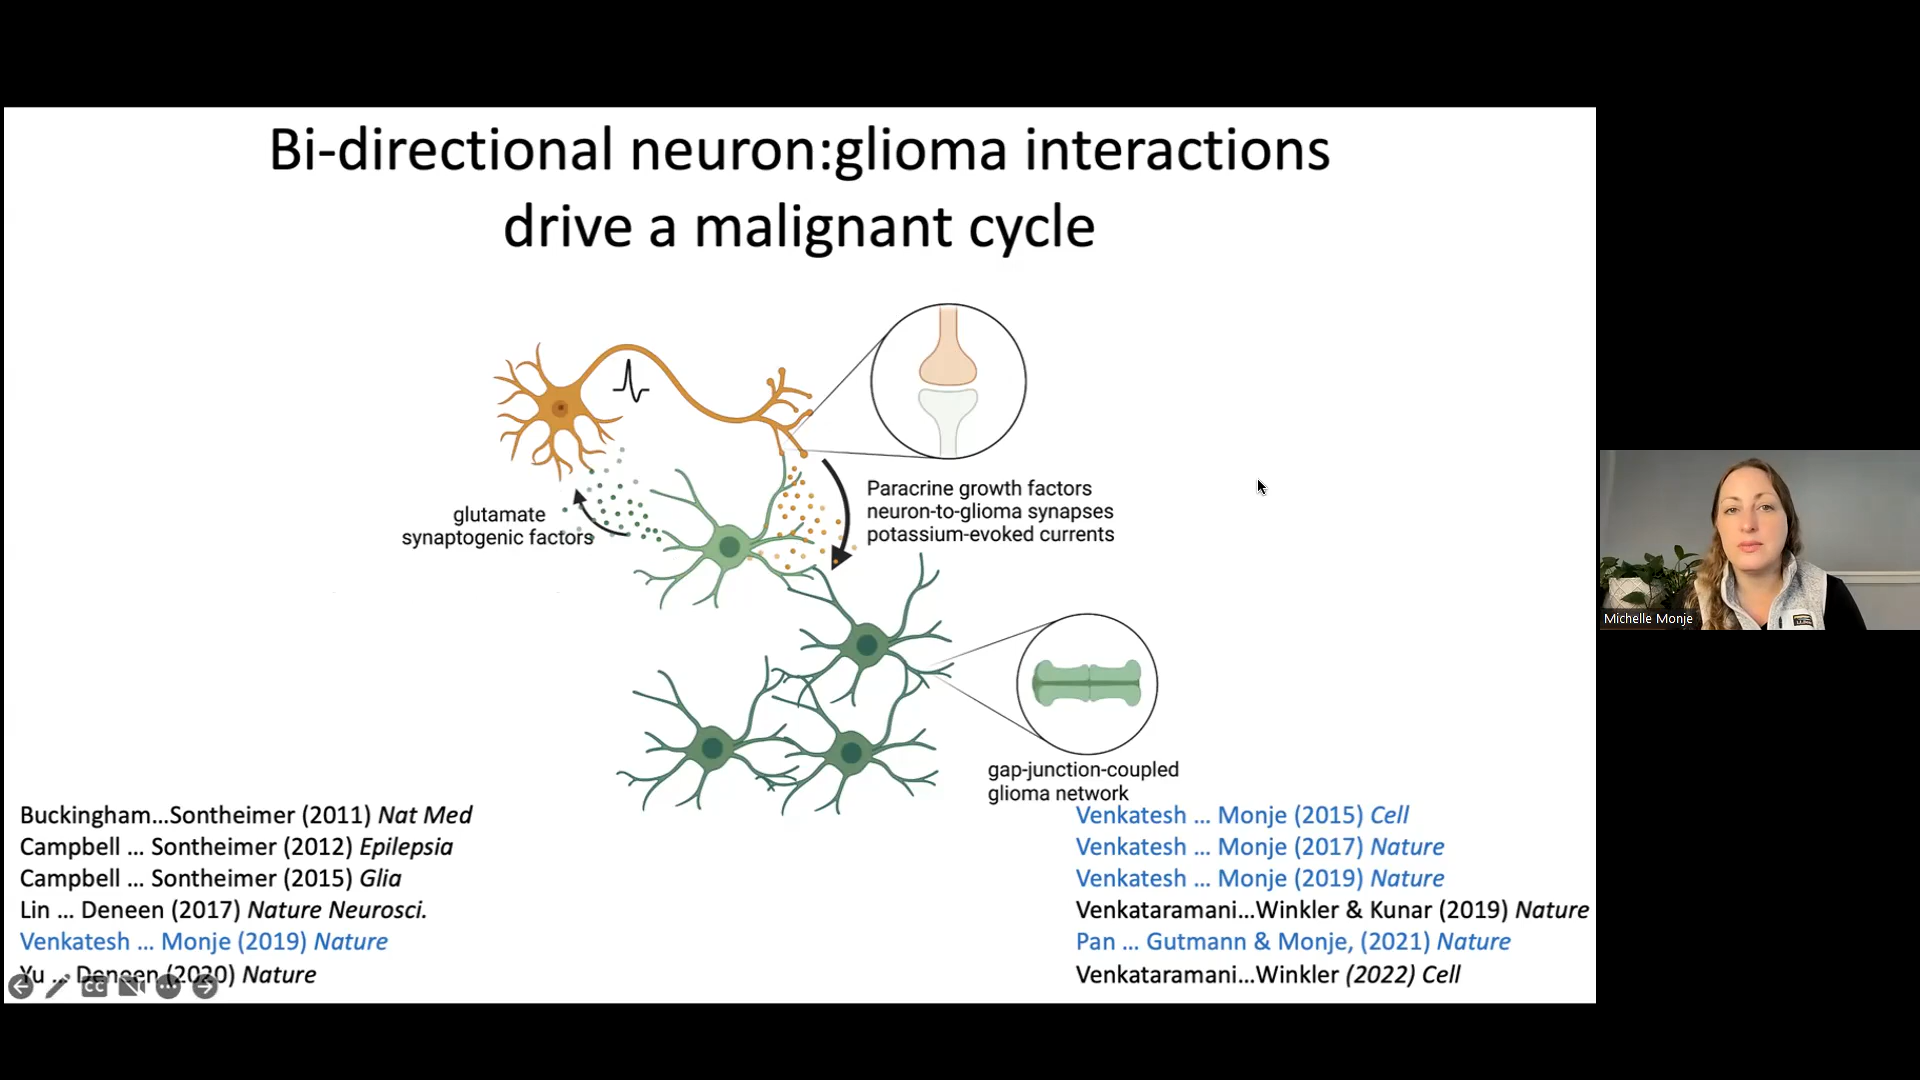 Bi-directional neuron:glioma interactions
drive a malignant cycle
glutamate
synaptogenic factors
Paracrine growth factors
neuron-to-glioma synapses
potassium-evoked currents
gap-junction-coupled
glioma network
Buckingham...Sontheimer (2011) Nat Med
Campbell ... Sontheimer (2012) Epilepsia
Campbell ... Sontheimer (2015) Glia
Lin ... Deneen (2017) Nature Neurosci.
Venkatesh ... Monje (2019) Nature
Yu ... Deneen (2020) Nature
CC
Venkatesh ... Monje (2015) Cell
Venkatesh ... Monje (2017) Nature
Venkatesh ... Monje (2019) Nature
Venkataramani...Winkler & Kunar (2019) Nature
Pan ... Gutmann & Monje, (2021) Nature
Venkataramani...Winkler (2022) Cell
Michelle Monje